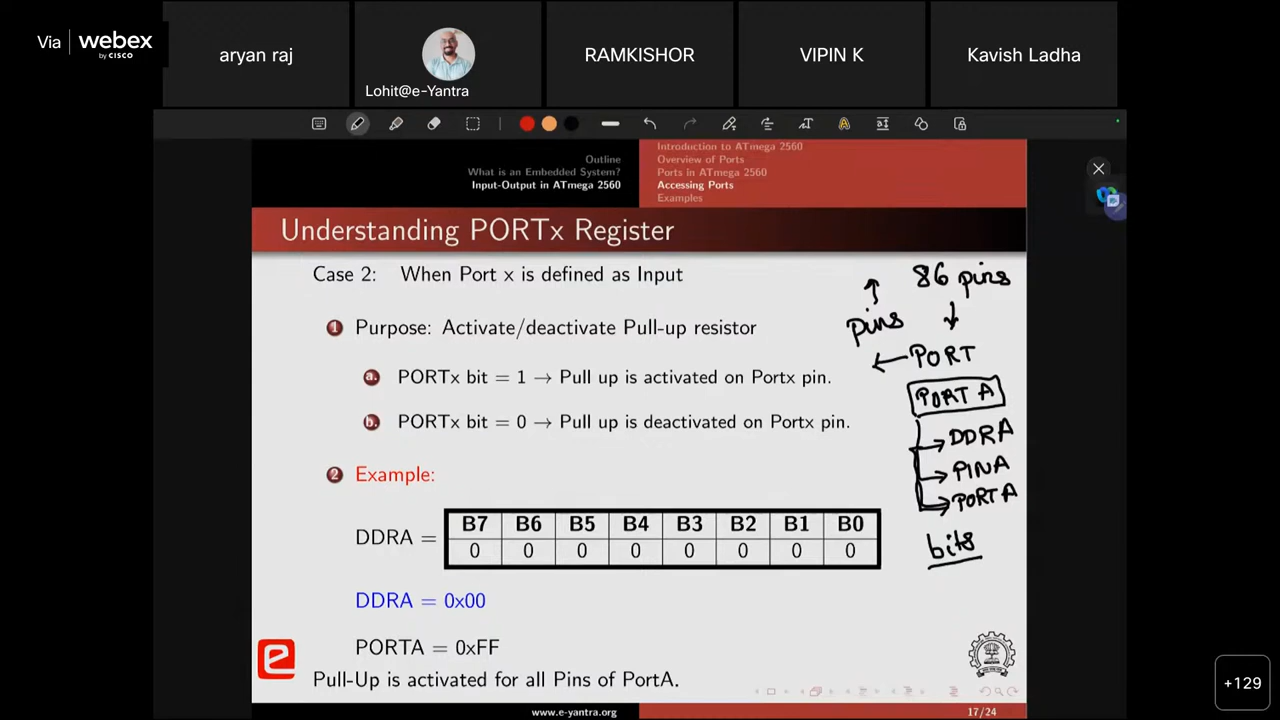 Via webex
by CISCO
aryan raj
Lohit@e-Yantra
RAMKISHOR
VIPIN K
Kavish Ladha
Outline
What is an Embedded System?
Input-Output in ATmega 2560
Introduction to ATmega 2560
Overview of Ports
Ports in ATmega 2560
Accessing Ports
Examples
Understanding PORTx Register
Case 2: When Port x is defined as Input
1 Purpose: Activate/deactivate Pull-up resistor
a. PORTx bit = 1 → Pull up is activated on Portx pin.
b. PORTx bit = 0 → Pull up is deactivated on Portx pin.
2 Example:
B7 B6 B5 B4 B3 B2 B1 B0
DDRA = 0 0 0 0 0 0 0 0
DDRA = 0x00
PORTA = 0xFF
Pull-Up is activated for all Pins of PortA.
86 pins
pins
PORT
PORT A
DDRA
PINA
PORTA
bits
www.e-yantra.org
17/24
+129